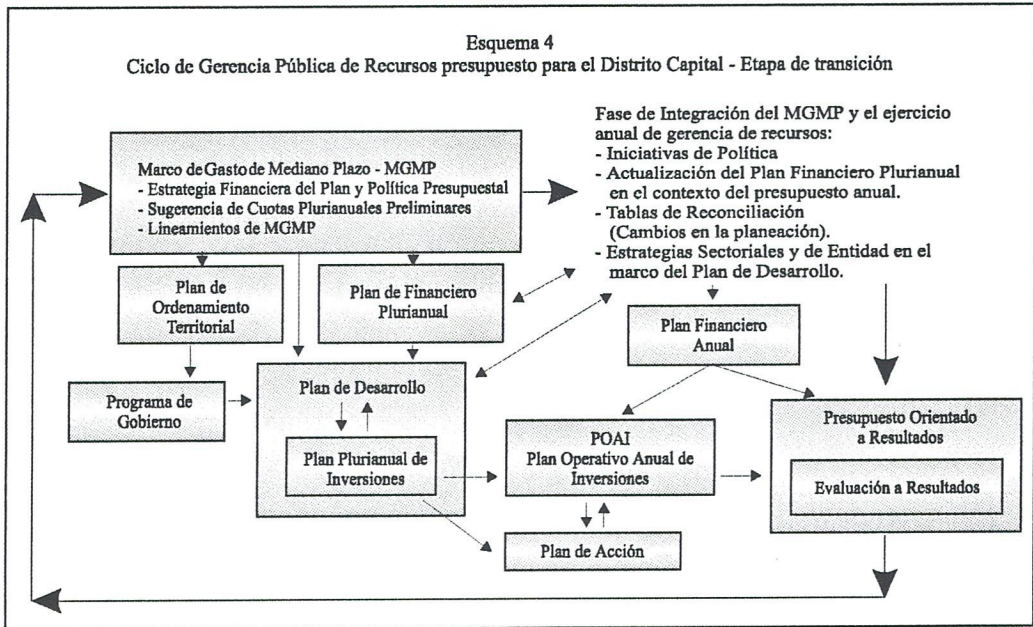 Esquema 4
Ciclo de Gerencia Pública de Recursos presupuesto para el Distrito Capital - Etapa de transición
Marco de Gasto de Mediano Plazo - MGMP
- Estrategia Financiera del Plan y Política Presupuestal
- Sugerencia de Cuotas Plurianuales Preliminares
- Lineamientos de MGMP
Fase de Integración del MGMP y el ejercicio
anual de gerencia de recursos:
- Iniciativas de Política
- Actualización del Plan Financiero Plurianual
en el contexto del presupuesto anual.
- Tablas de Reconciliación
(Cambios en la planeación).
- Estrategias Sectoriales y de Entidad en el
marco del Plan de Desarrollo.
Plan de
Ordenamiento
Territorial
Plan de Financiero
Plurianual
Plan Financiero
Anual
Programa de
Gobierno
Plan de Desarrollo
Plan Plurianual de
Inversiones
POAI
Plan Operativo Anual de
Inversiones
Plan de Acción
Presupuesto Orientado
a Resultados
Evaluación a Resultados